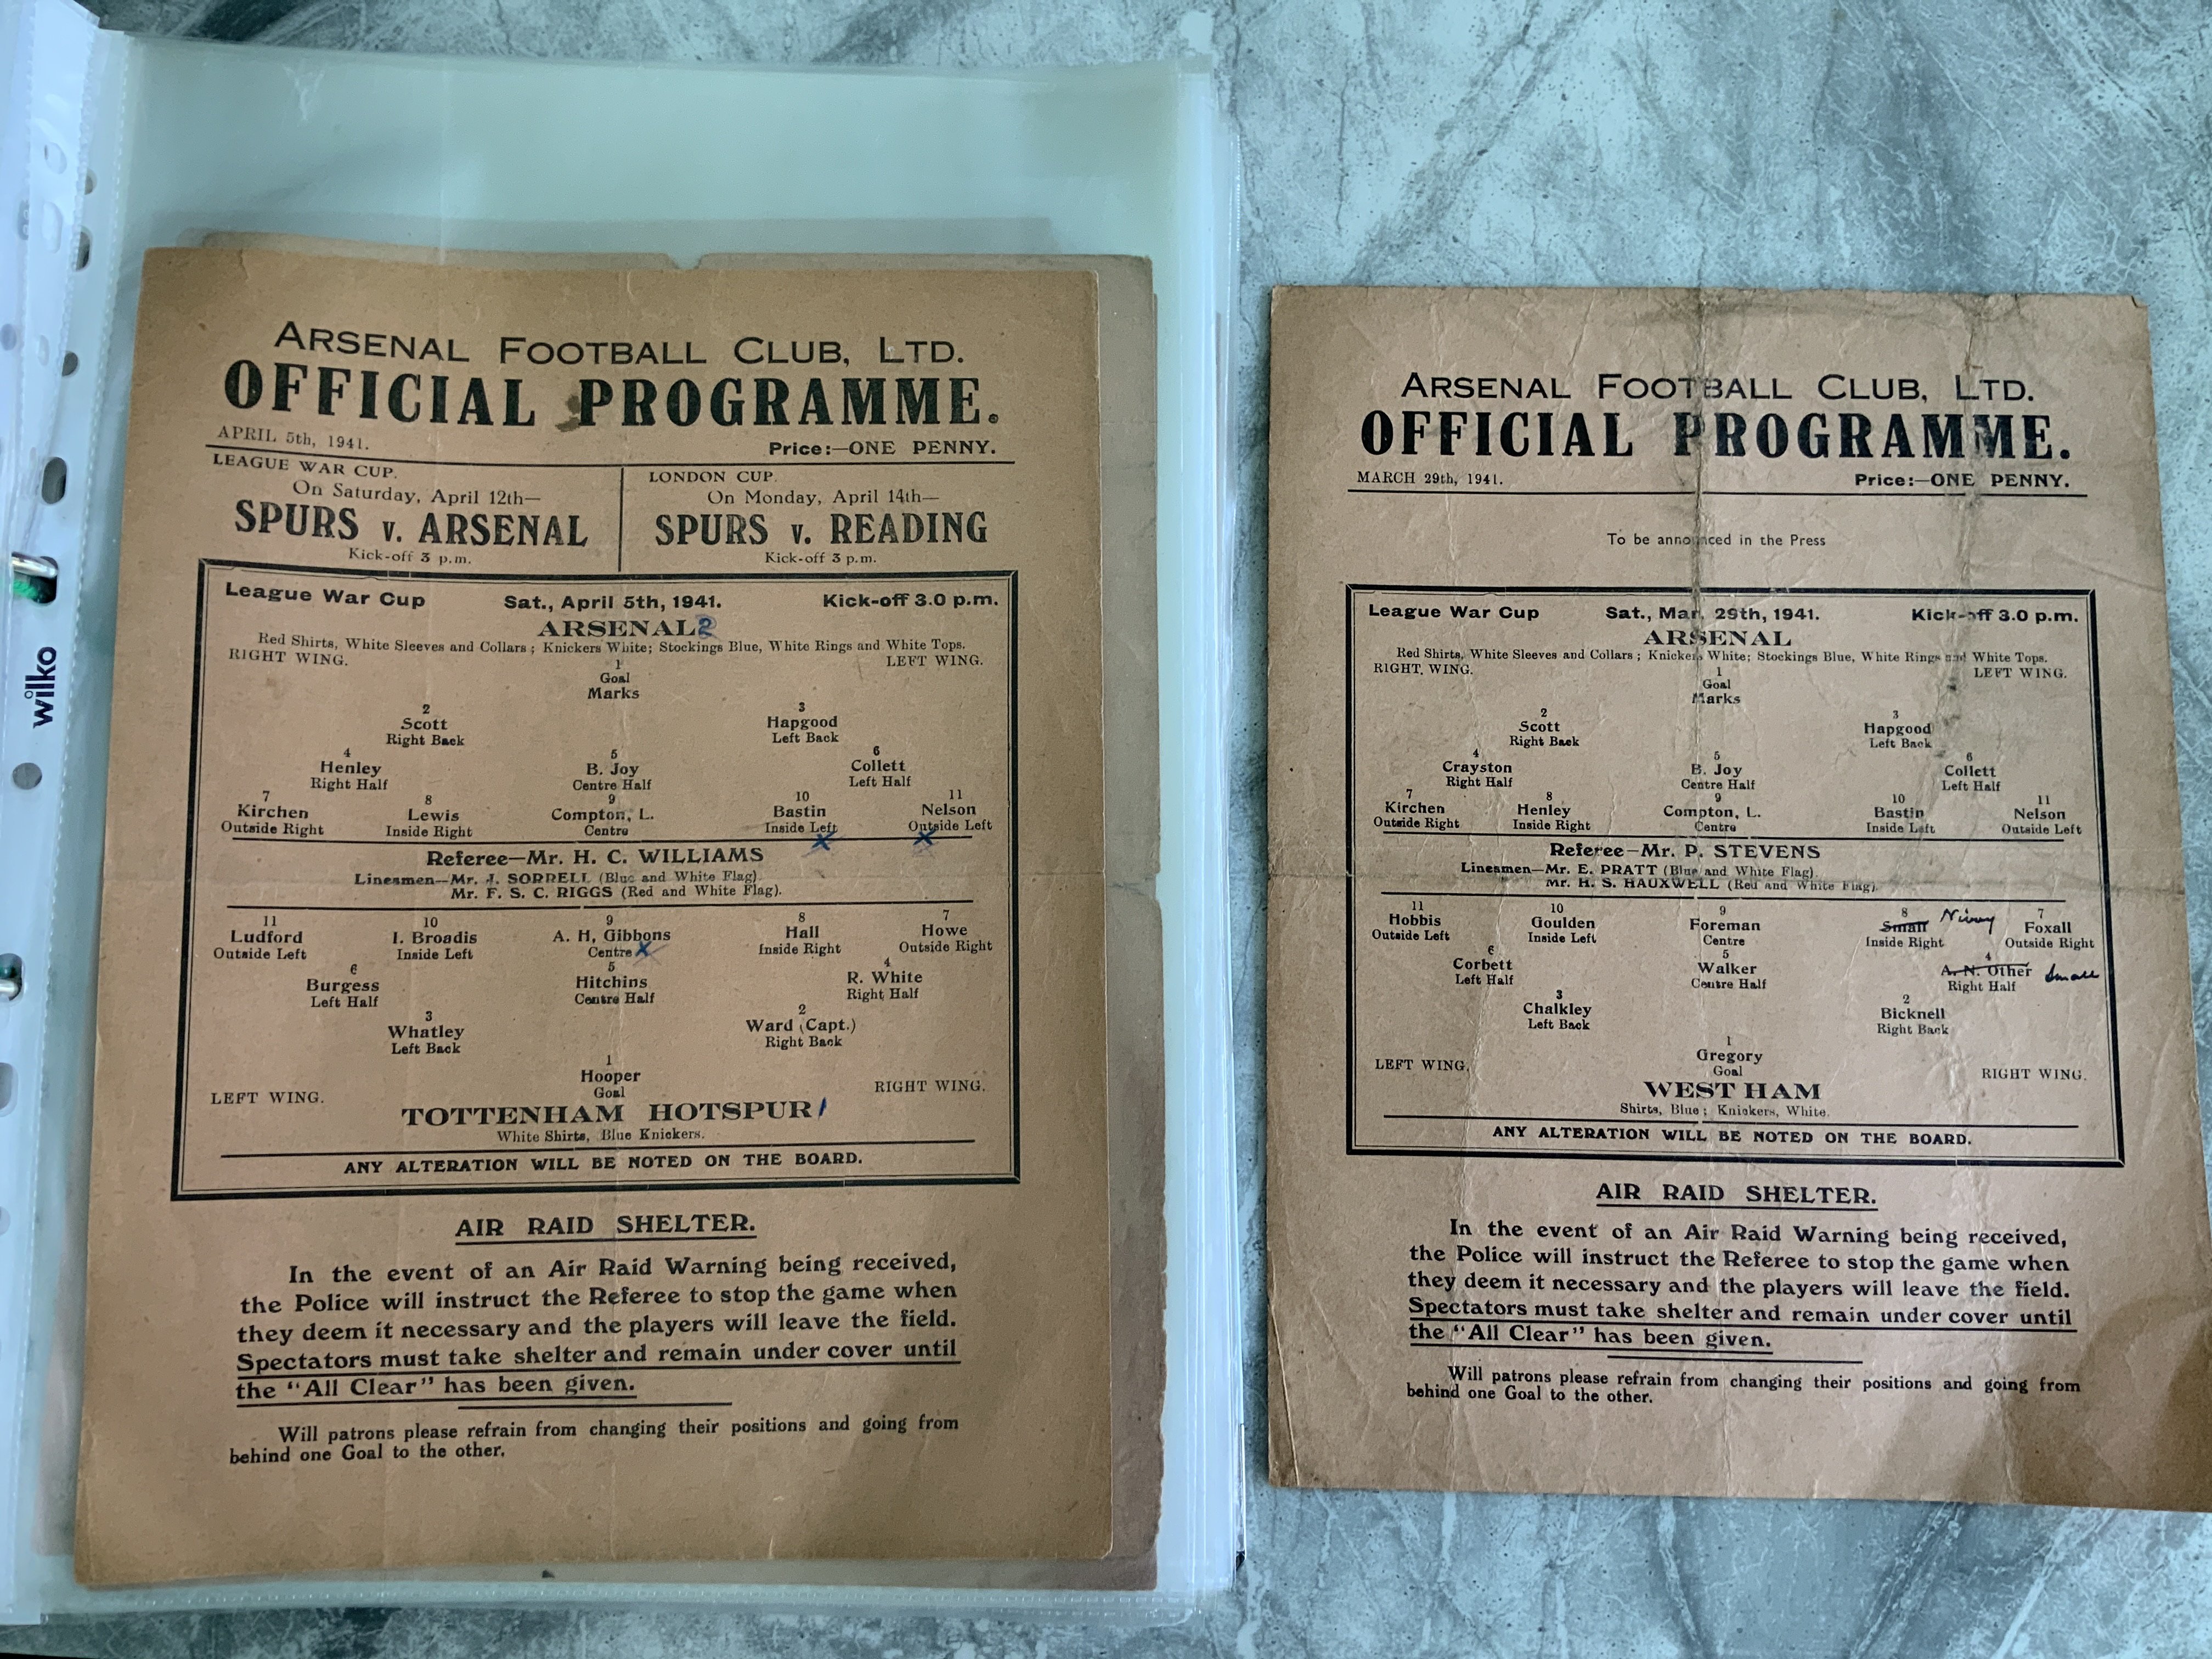 wilko
ARSENAL FOOTBALL CLUB, LTD.
OFFICIAL PROGRAMME.
APRIL 5th, 1941.
Price:—ONE PENNY.
LEAGUE WAR CUP.
On Saturday, April 12th—
SPURS v. ARSENAL
Kick-off 3 p.m.
LONDON CUP.
On Monday, April 14th—
SPURS v. READING
Kick-off 3 p.m.
League War Cup Sat., April 5th, 1941. Kick-off 3.0 p.m.
ARSENAL 2
Red Shirts, White Sleeves and Collars; Knickers White; Stockings Blue, White Rings and White Tops.
RIGHT WING. LEFT WING.
1
Goal
Marks
2 3
Scott Hapgood
Right Back Left Back
4 5 6
Henley B. Joy Collett
Right Half Centre Half Left Half
7 8 9 10 11
Kirchen Lewis Compton, L. Bastin Nelson
Outside Right Inside Right Centre Inside Left Outside Left
x x
Referee—Mr. H. C. WILLIAMS
Linesmen—Mr. J. SORRELL (Blue and White Flag).
Mr. F. S. C. RIGGS (Red and White Flag).
11 10 9 8 7
Ludford I. Broadis A. H, Gibbons Hall Howe
Outside Left Inside Left Centre x Inside Right Outside Right
6 5 4
Burgess Hitchins R. White
Left Half Centre Half Right Half
3 2
Whatley Ward (Capt.)
Left Back Right Back
1
Hooper
Goal
LEFT WING. RIGHT WING.
TOTTENHAM HOTSPUR 1
White Shirts, Blue Knickers.
ANY ALTERATION WILL BE NOTED ON THE BOARD.
AIR RAID SHELTER.
In the event of an Air Raid Warning being received,
the Police will instruct the Referee to stop the game when
they deem it necessary and the players will leave the field.
Spectators must take shelter and remain under cover until
the "All Clear" has been given.
Will patrons please refrain from changing their positions and going from
behind one Goal to the other.
ARSENAL FOOTBALL CLUB, LTD.
OFFICIAL PROGRAMME.
MARCH 29th, 1941.
Price:—ONE PENNY.
To be announced in the Press
League War Cup Sat., Mar. 29th, 1941. Kick-off 3.0 p.m.
ARSENAL
Red Shirts, White Sleeves and Collars; Knickers White; Stockings Blue, White Rings and White Tops.
RIGHT. WING. LEFT WING.
1
Goal
Marks
2 3
Scott Hapgood
Right Back Left Back
4 5 6
Crayston B. Joy Collett
Right Half Centre Half Left Half
7 8 9 10 11
Kirchen Henley Compton, L. Bastin Nelson
Outside Right Inside Right Centre Inside Left Outside Left
Referee—Mr. P. STEVENS
Linesmen—Mr. E. PRATT (Blue and White Flag).
Mr. H. S. HAUXWELL (Red and White Flag).
11 10 9 8 7
Hobbis Goulden Foreman Small Foxall
Outside Left Inside Left Centre Inside Right Outside Right
6 5 4
Corbett Walker A. N. Other Small
Left Half Centre Half Right Half
3 2
Chalkley Bicknell
Left Back Right Back
1
Gregory
Goal
LEFT WING. RIGHT WING.
WEST HAM
Shirts, Blue; Knickers, White.
ANY ALTERATION WILL BE NOTED ON THE BOARD.
AIR RAID SHELTER.
In the event of an Air Raid Warning being received,
the Police will instruct the Referee to stop the game when
they deem it necessary and the players will leave the field.
Spectators must take shelter and remain under cover until
the "All Clear" has been given.
Will patrons please refrain from changing their positions and going from
behind one Goal to the other.